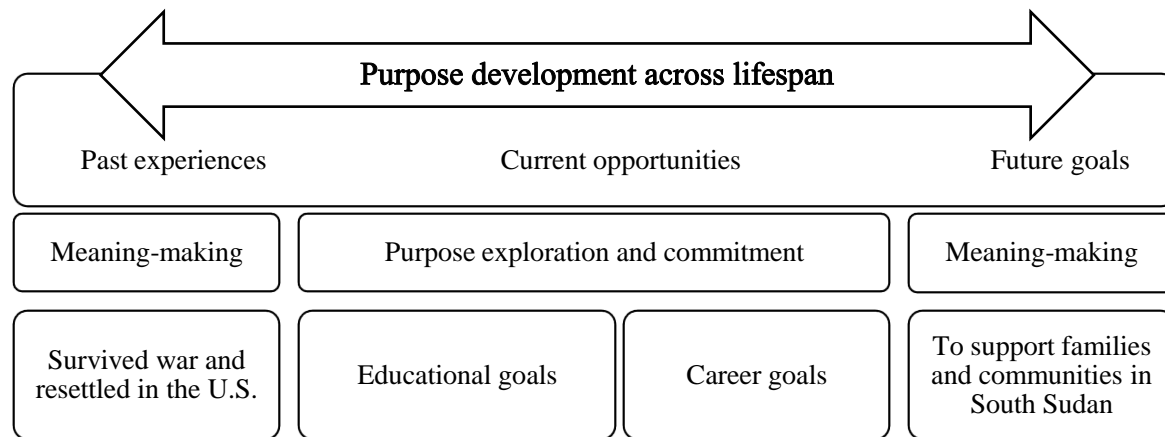 Purpose development across lifespan
Past experiences
Current opportunities
Future goals
Meaning-making
Purpose exploration and commitment
Meaning-making
Survived war and
resettled in the U.S.
Educational goals
Career goals
To support families
and communities in
South Sudan